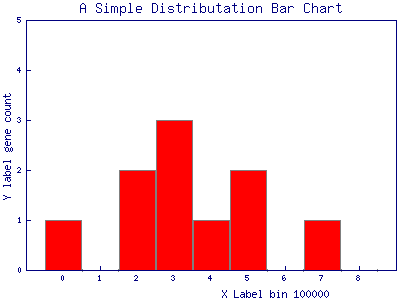 A Simple Distributation Bar Chart
5
4
3
2
1
0
Y label gene count
0 1 2 3 4 5 6 7 8
X Label bin 100000